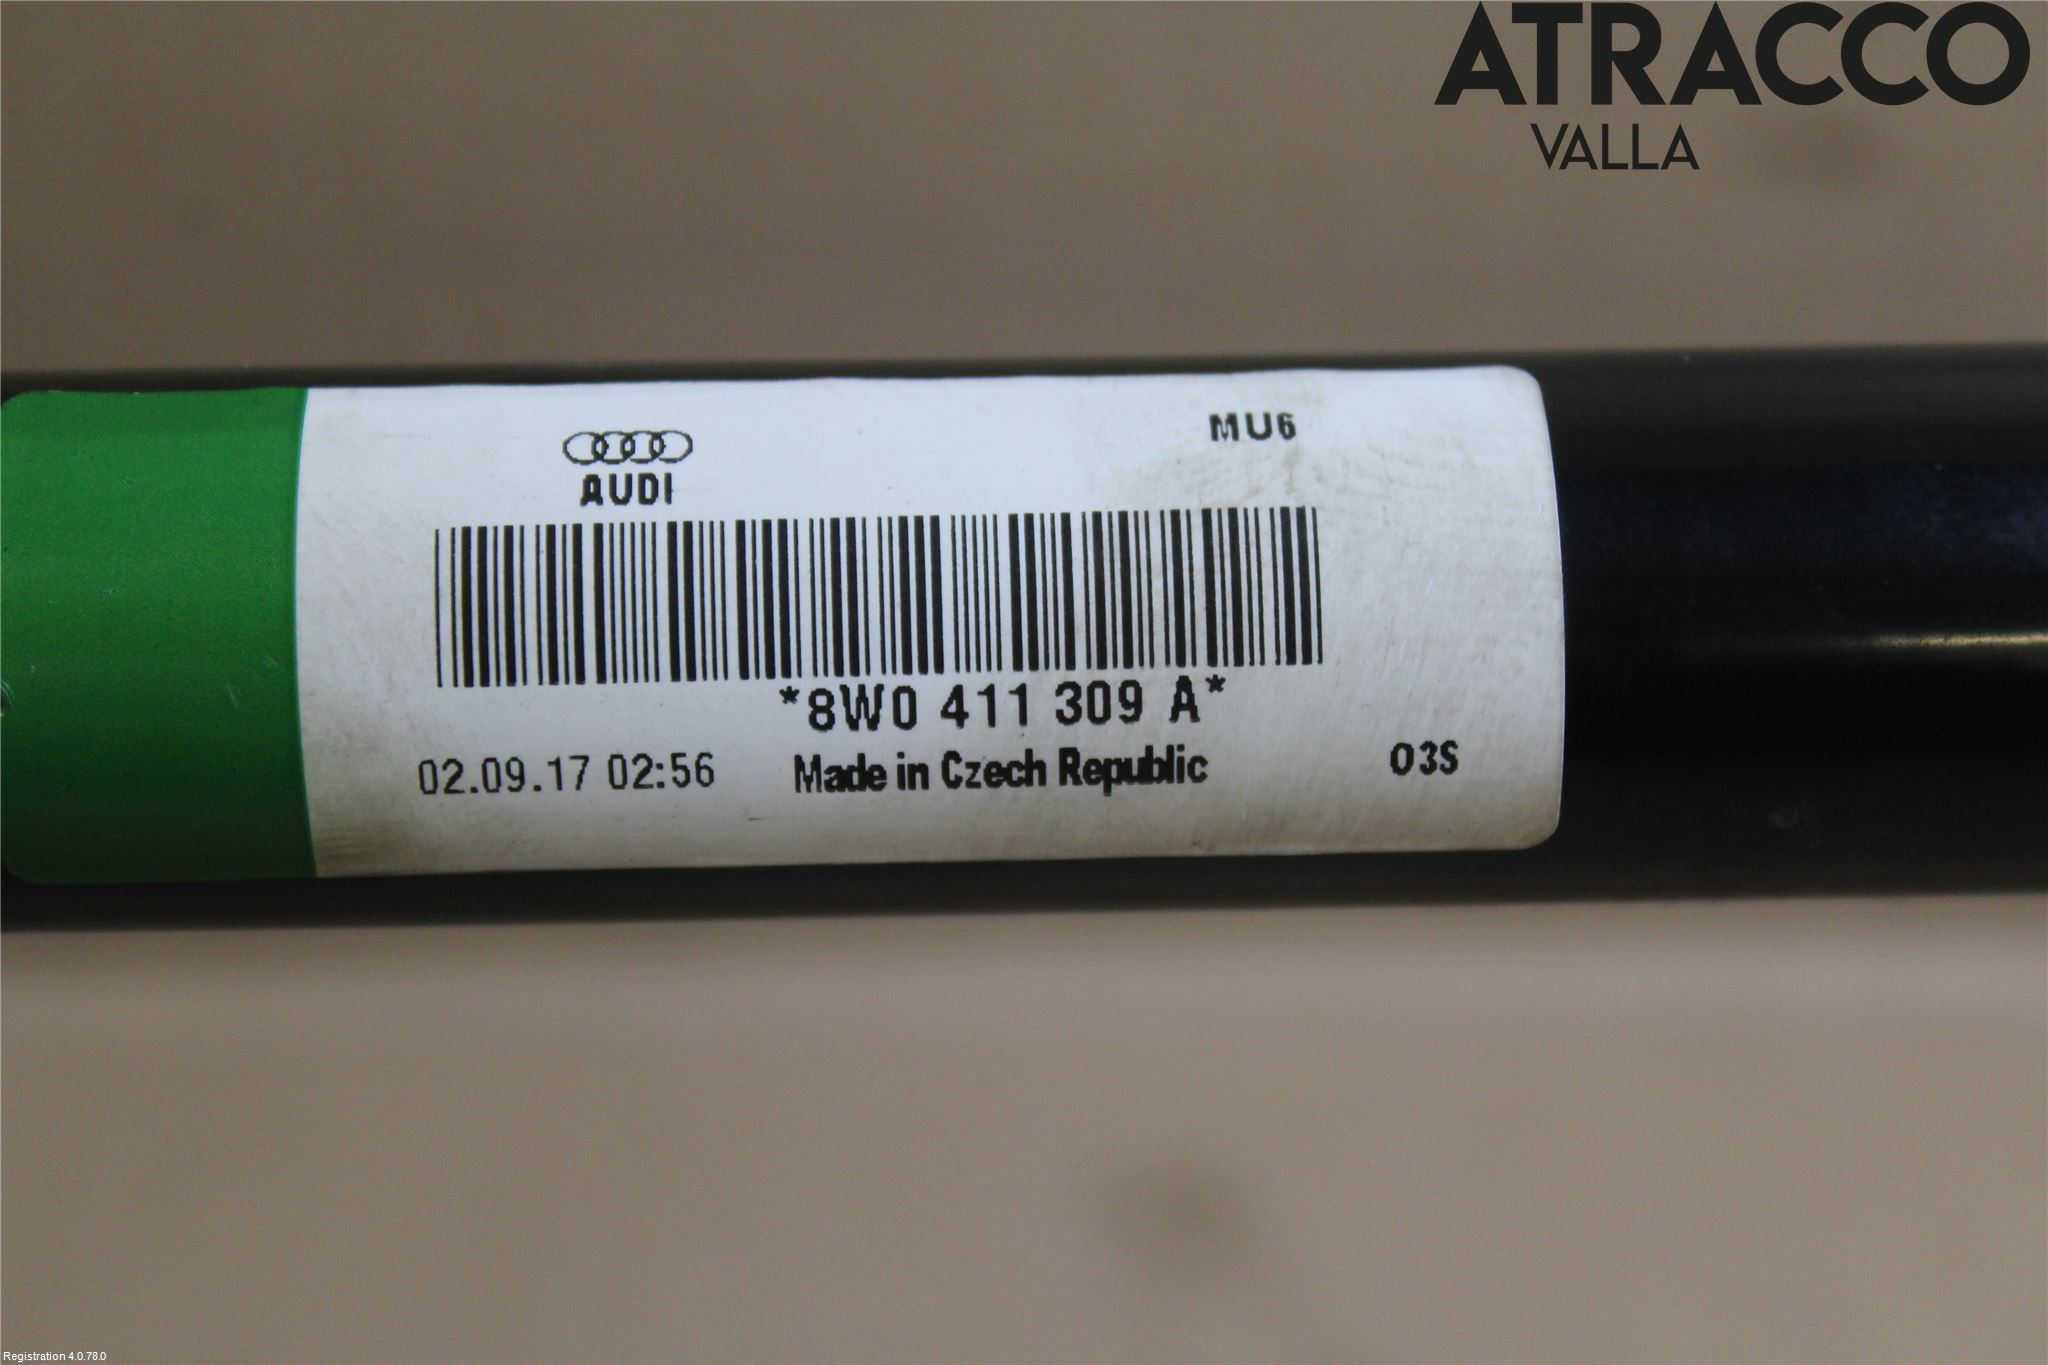 ATRACCO
VALLA
MU6
AUDI
*8W0 411 309 A*
02.09.17 02:56 Made in Czech Republic 03S
Registration 4.0.78.0